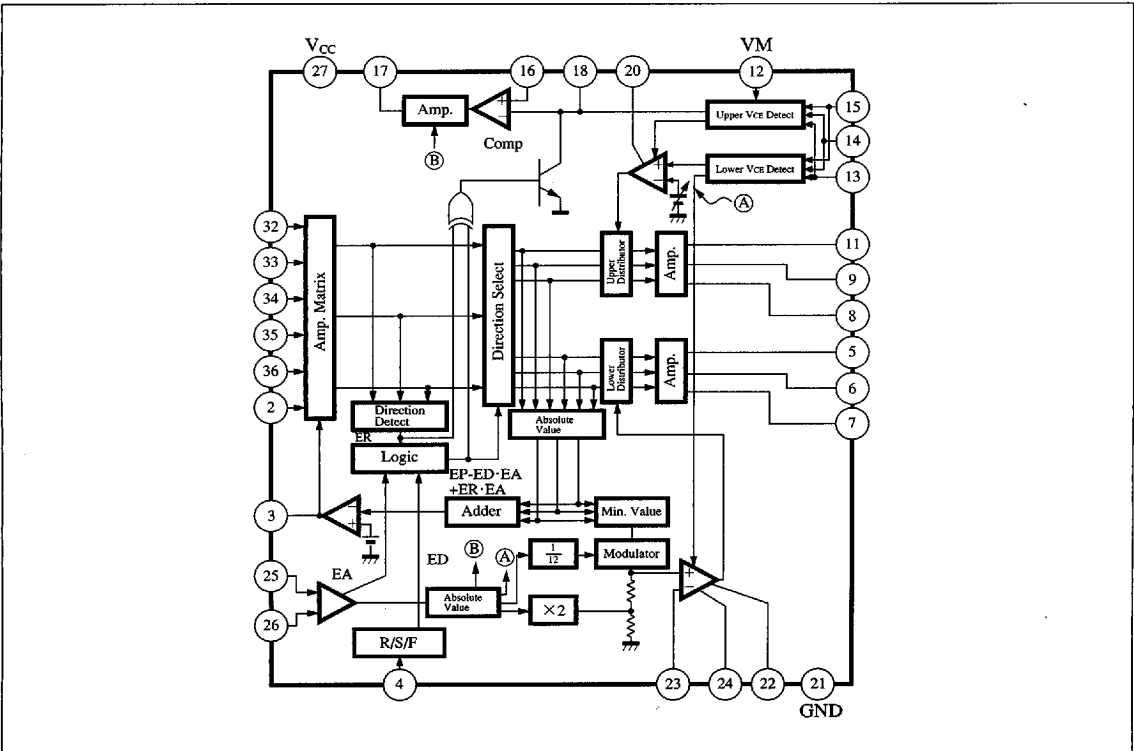 V_CC VM
27 17 16 18 20 12
Amp.
+
−
Comp
B
Upper VCE Detect
15
14
Lower VCE Detect
13
+
−
A
32
33
34
35
36
2
Amp. Matrix
Direction Select
Upper Distributor
Amp.
11
9
8
Lower Distributor
Amp.
5
6
7
Direction Detect
Absolute Value
ER
Logic
EP-ED·EA
+ER·EA
3
−
+
Adder
Min. Value
B
A
1/12
Modulator
25
26
EA
ED
Absolute Value
×2
+
−
R/S/F
4 23 24 22 21
GND